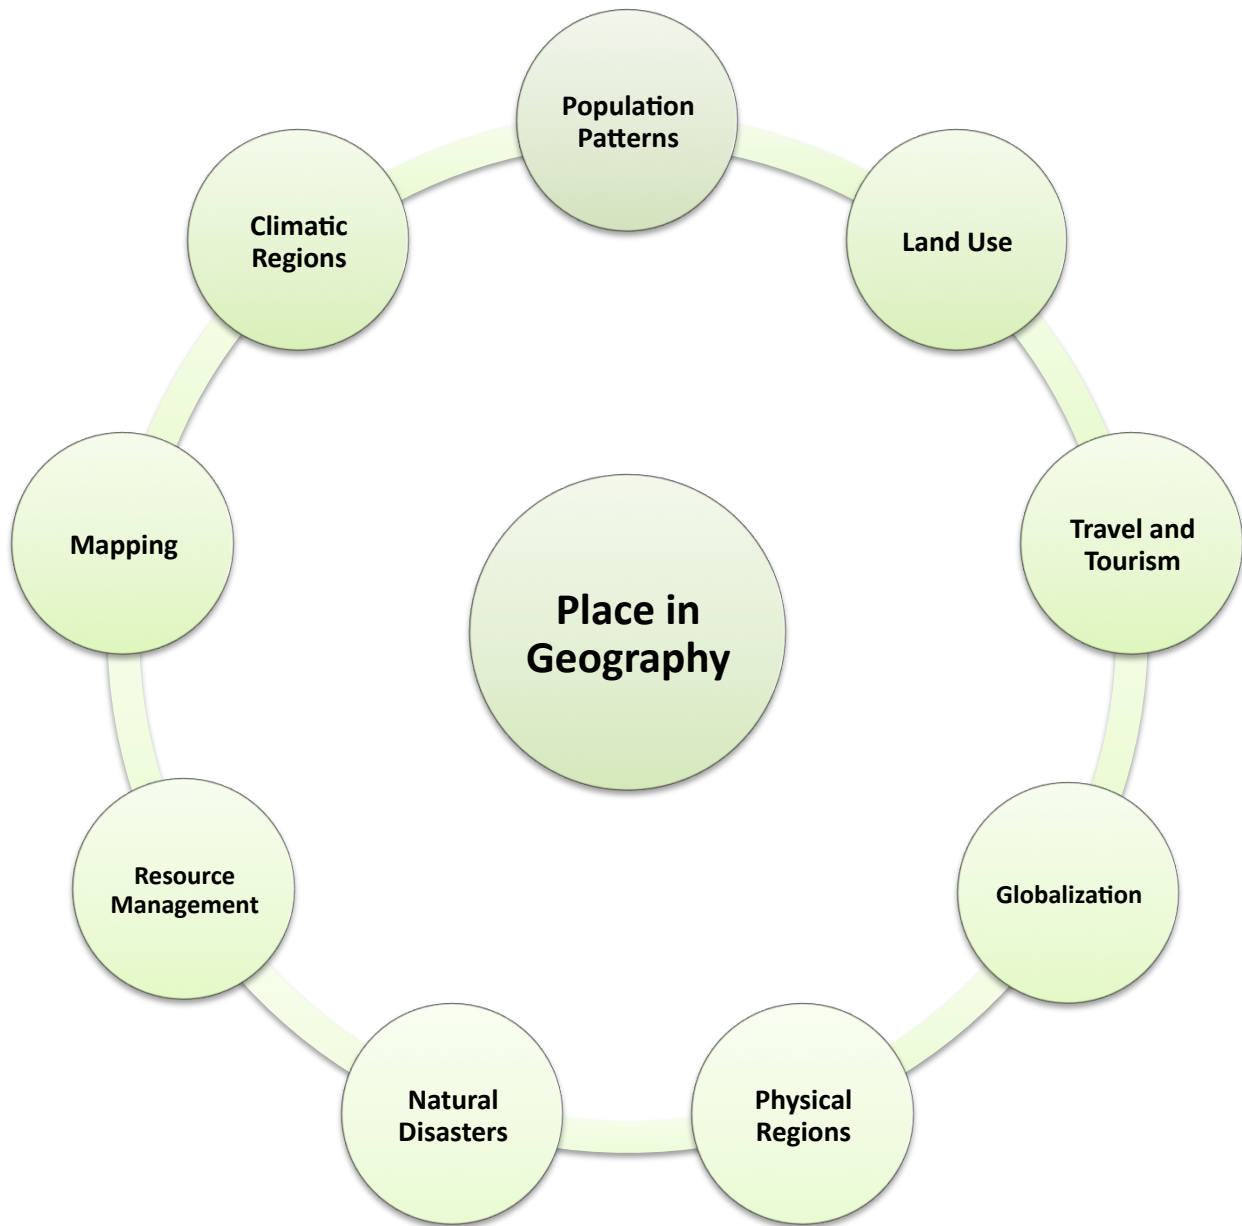 Population
Patterns
Land Use
Travel and
Tourism
Globalization
Physical
Regions
Natural
Disasters
Resource
Management
Mapping
Climatic
Regions
Place in
Geography